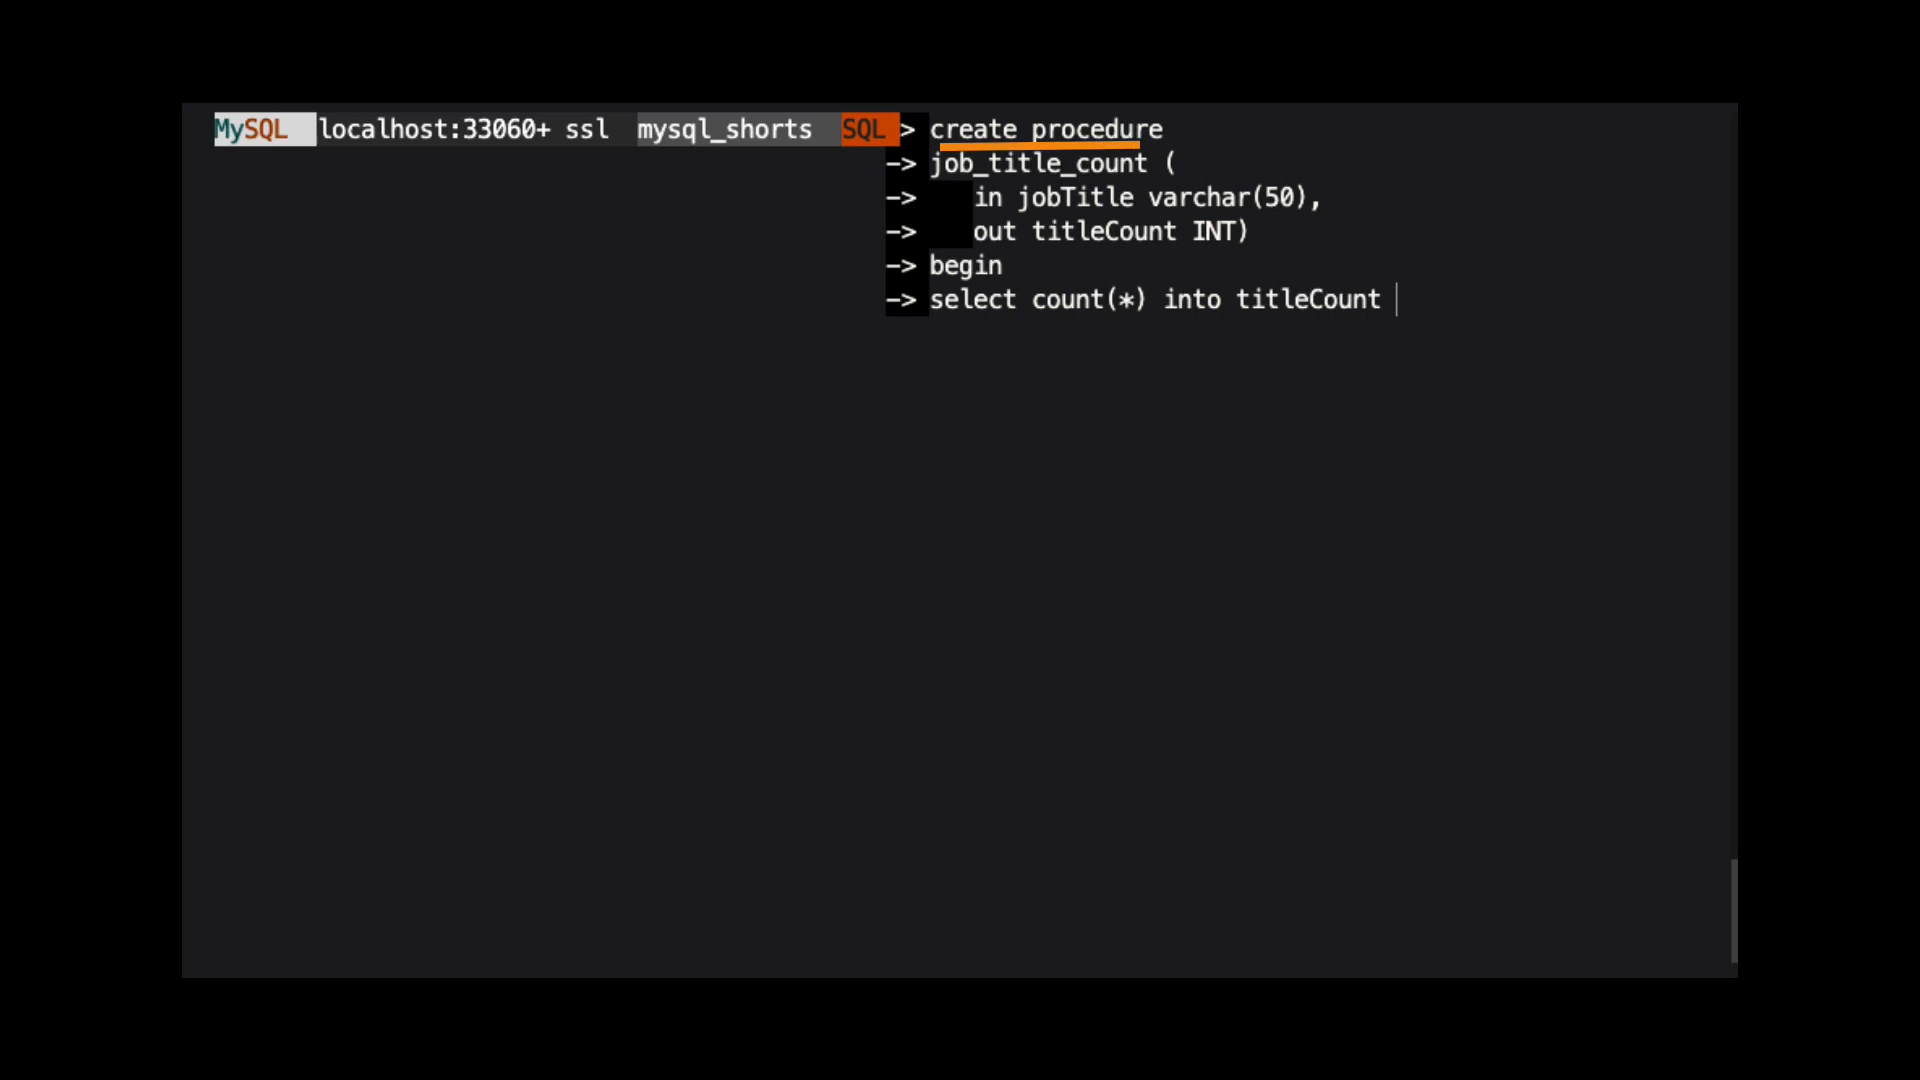 MySQL localhost:33060+ ssl mysql_shorts SQL > create procedure
-> job_title_count (
-> in jobTitle varchar(50),
-> out titleCount INT)
-> begin
-> select count(*) into titleCount